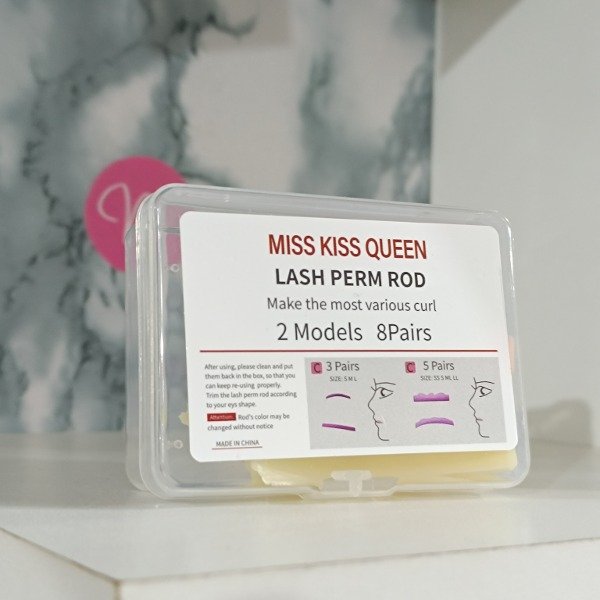 MISS KISS QUEEN
LASH PERM ROD
Make the most various curl
2 Models 8Pairs
After using, please clean and put
them back in the box, so that you
can keep re-using properly.
Trim the lash perm rod according
to your eys shape.
Attention: Rod's color may be
changed without notice
MADE IN CHINA
C 3 Pairs
SIZE: S M L
C 5 Pairs
SIZE: SS S ML LL